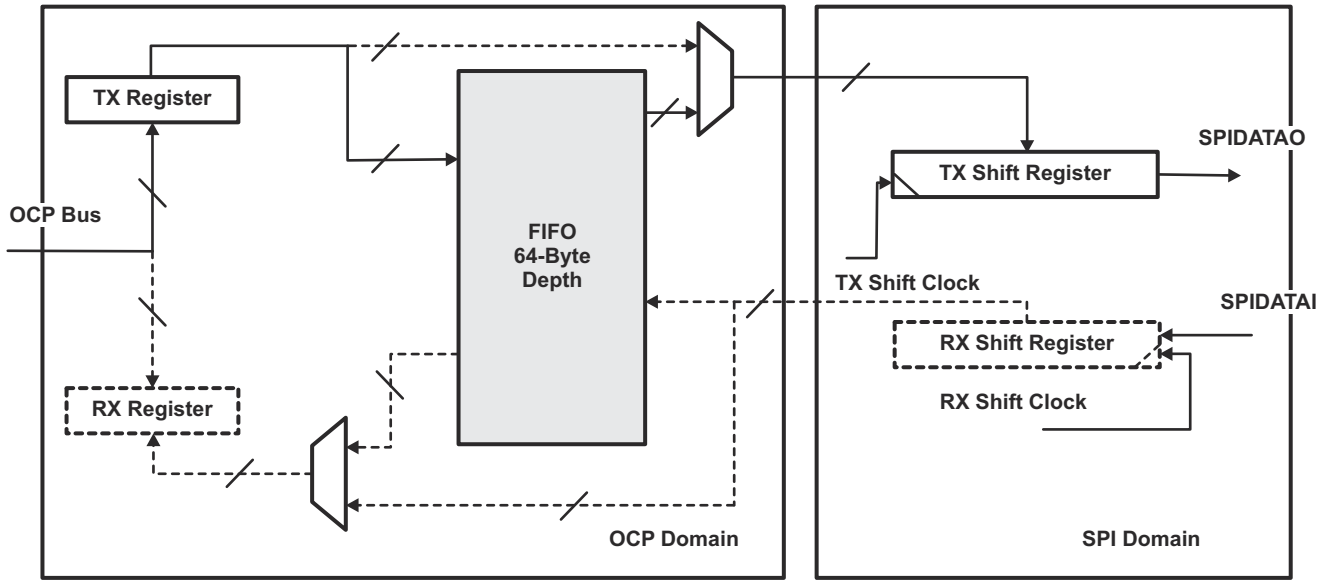 TX Register
SPIDATAO
TX Shift Register
OCP Bus
FIFO
64-Byte
Depth
TX Shift Clock
SPIDATAI
RX Shift Register
RX Register
RX Shift Clock
OCP Domain
SPI Domain